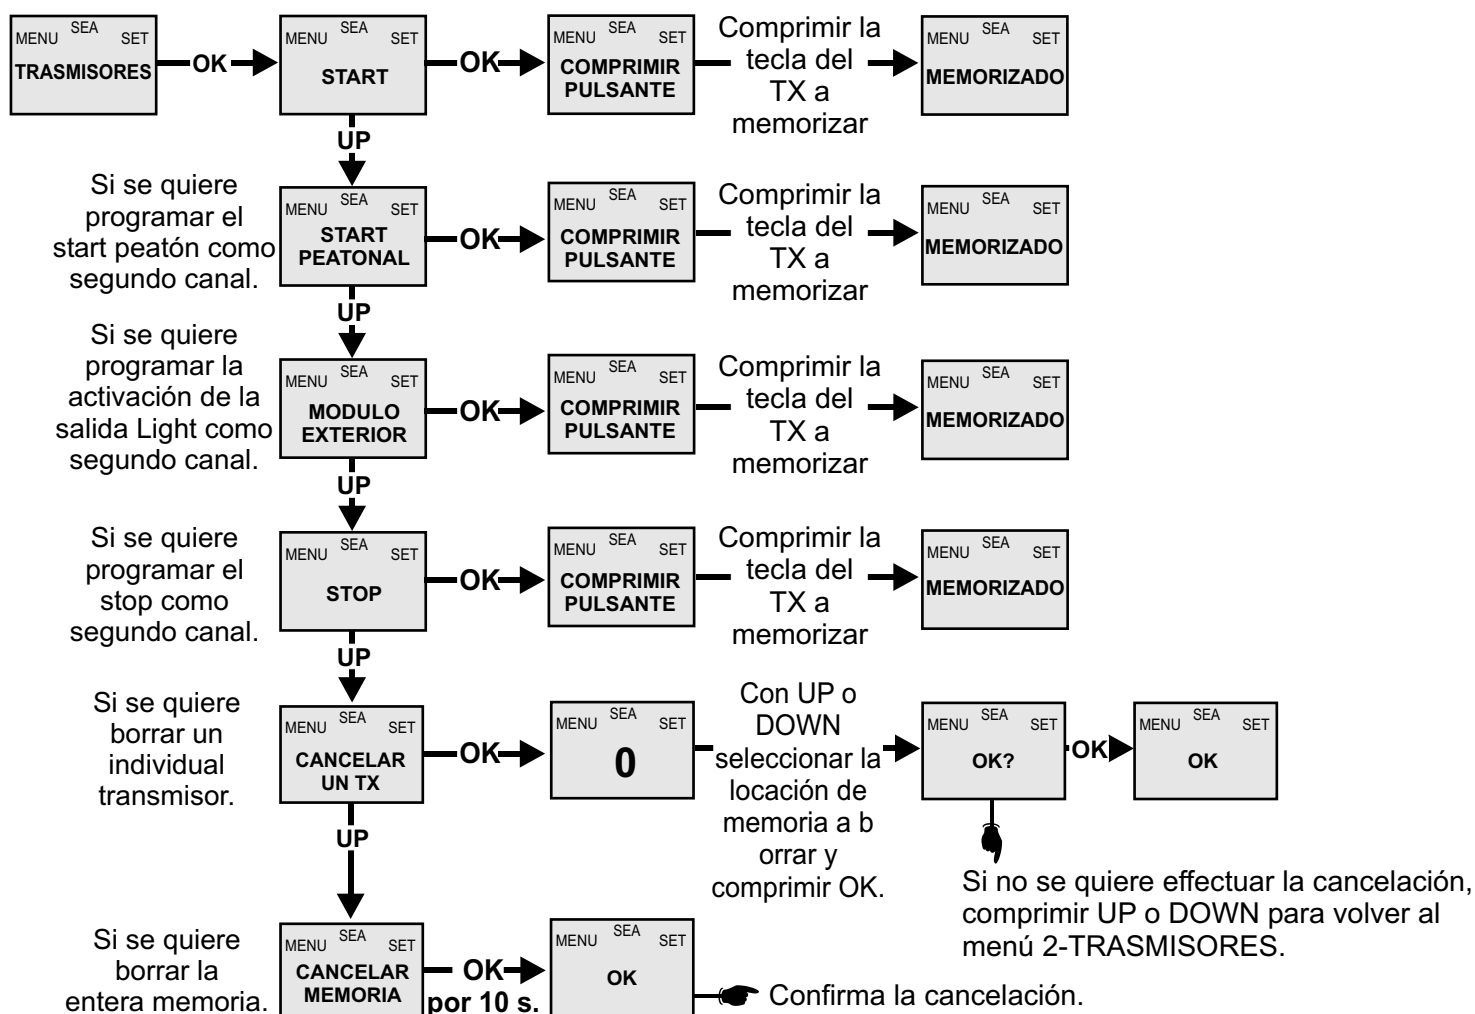 MENU SEA SET
TRASMISORES
OK
MENU SEA SET
START
OK
MENU SEA SET
COMPRIMIR
PULSANTE
Comprimir la
tecla del
TX a
memorizar
MENU SEA SET
MEMORIZADO
UP
Si se quiere
programar el
start peatón como
segundo canal.
MENU SEA SET
START
PEATONAL
OK
MENU SEA SET
COMPRIMIR
PULSANTE
Comprimir la
tecla del
TX a
memorizar
MENU SEA SET
MEMORIZADO
UP
Si se quiere
programar la
activación de la
salida Light como
segundo canal.
MENU SEA SET
MODULO
EXTERIOR
OK
MENU SEA SET
COMPRIMIR
PULSANTE
Comprimir la
tecla del
TX a
memorizar
MENU SEA SET
MEMORIZADO
UP
Si se quiere
programar el
stop como
segundo canal.
MENU SEA SET
STOP
OK
MENU SEA SET
COMPRIMIR
PULSANTE
Comprimir la
tecla del
TX a
memorizar
MENU SEA SET
MEMORIZADO
UP
Si se quiere
borrar un
individual
transmisor.
MENU SEA SET
CANCELAR
UN TX
OK
MENU SEA SET
0
Con UP o
DOWN
seleccionar la
locación de
memoria a b
orrar y
comprimir OK.
MENU SEA SET
OK?
OK
MENU SEA SET
OK
Si no se quiere effectuar la cancelación,
comprimir UP o DOWN para volver al
menú 2-TRASMISORES.
UP
Si se quiere
borrar la
entera memoria.
MENU SEA SET
CANCELAR
MEMORIA
OK
por 10 s.
MENU SEA SET
OK
Confirma la cancelación.